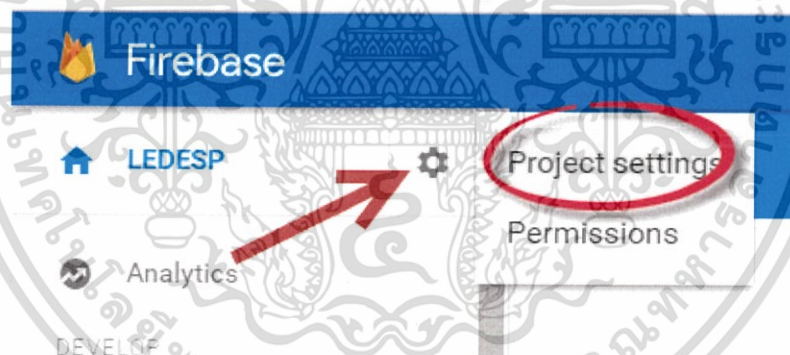 Firebase
LEDESP
Project settings
Permissions
Analytics
DEVELOP